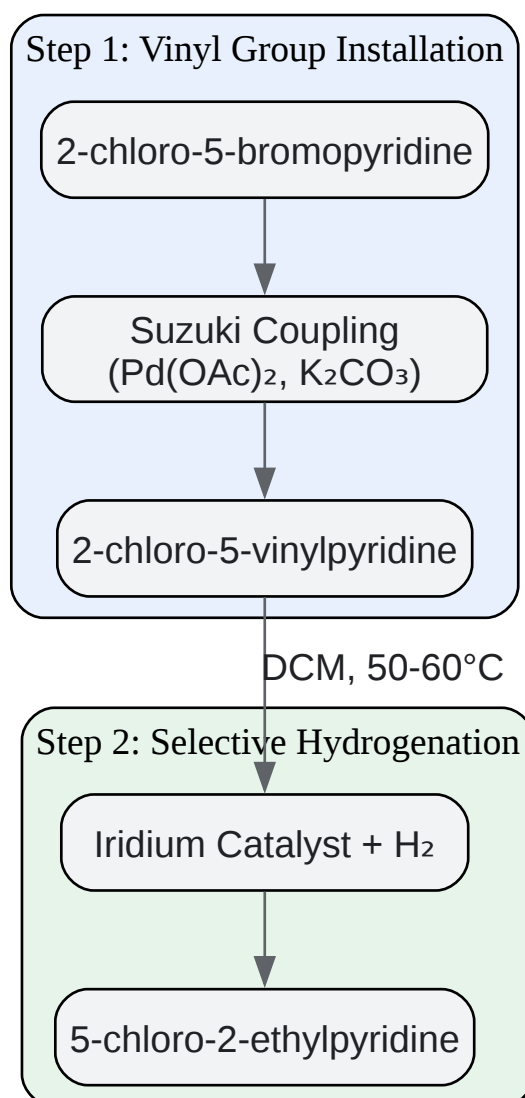 Step 1: Vinyl Group Installation
2-chloro-5-bromopyridine
Suzuki Coupling
(Pd(OAc)₂, K₂CO₃)
2-chloro-5-vinylpyridine
DCM, 50-60°C
Step 2: Selective Hydrogenation
Iridium Catalyst + H₂
5-chloro-2-ethylpyridine